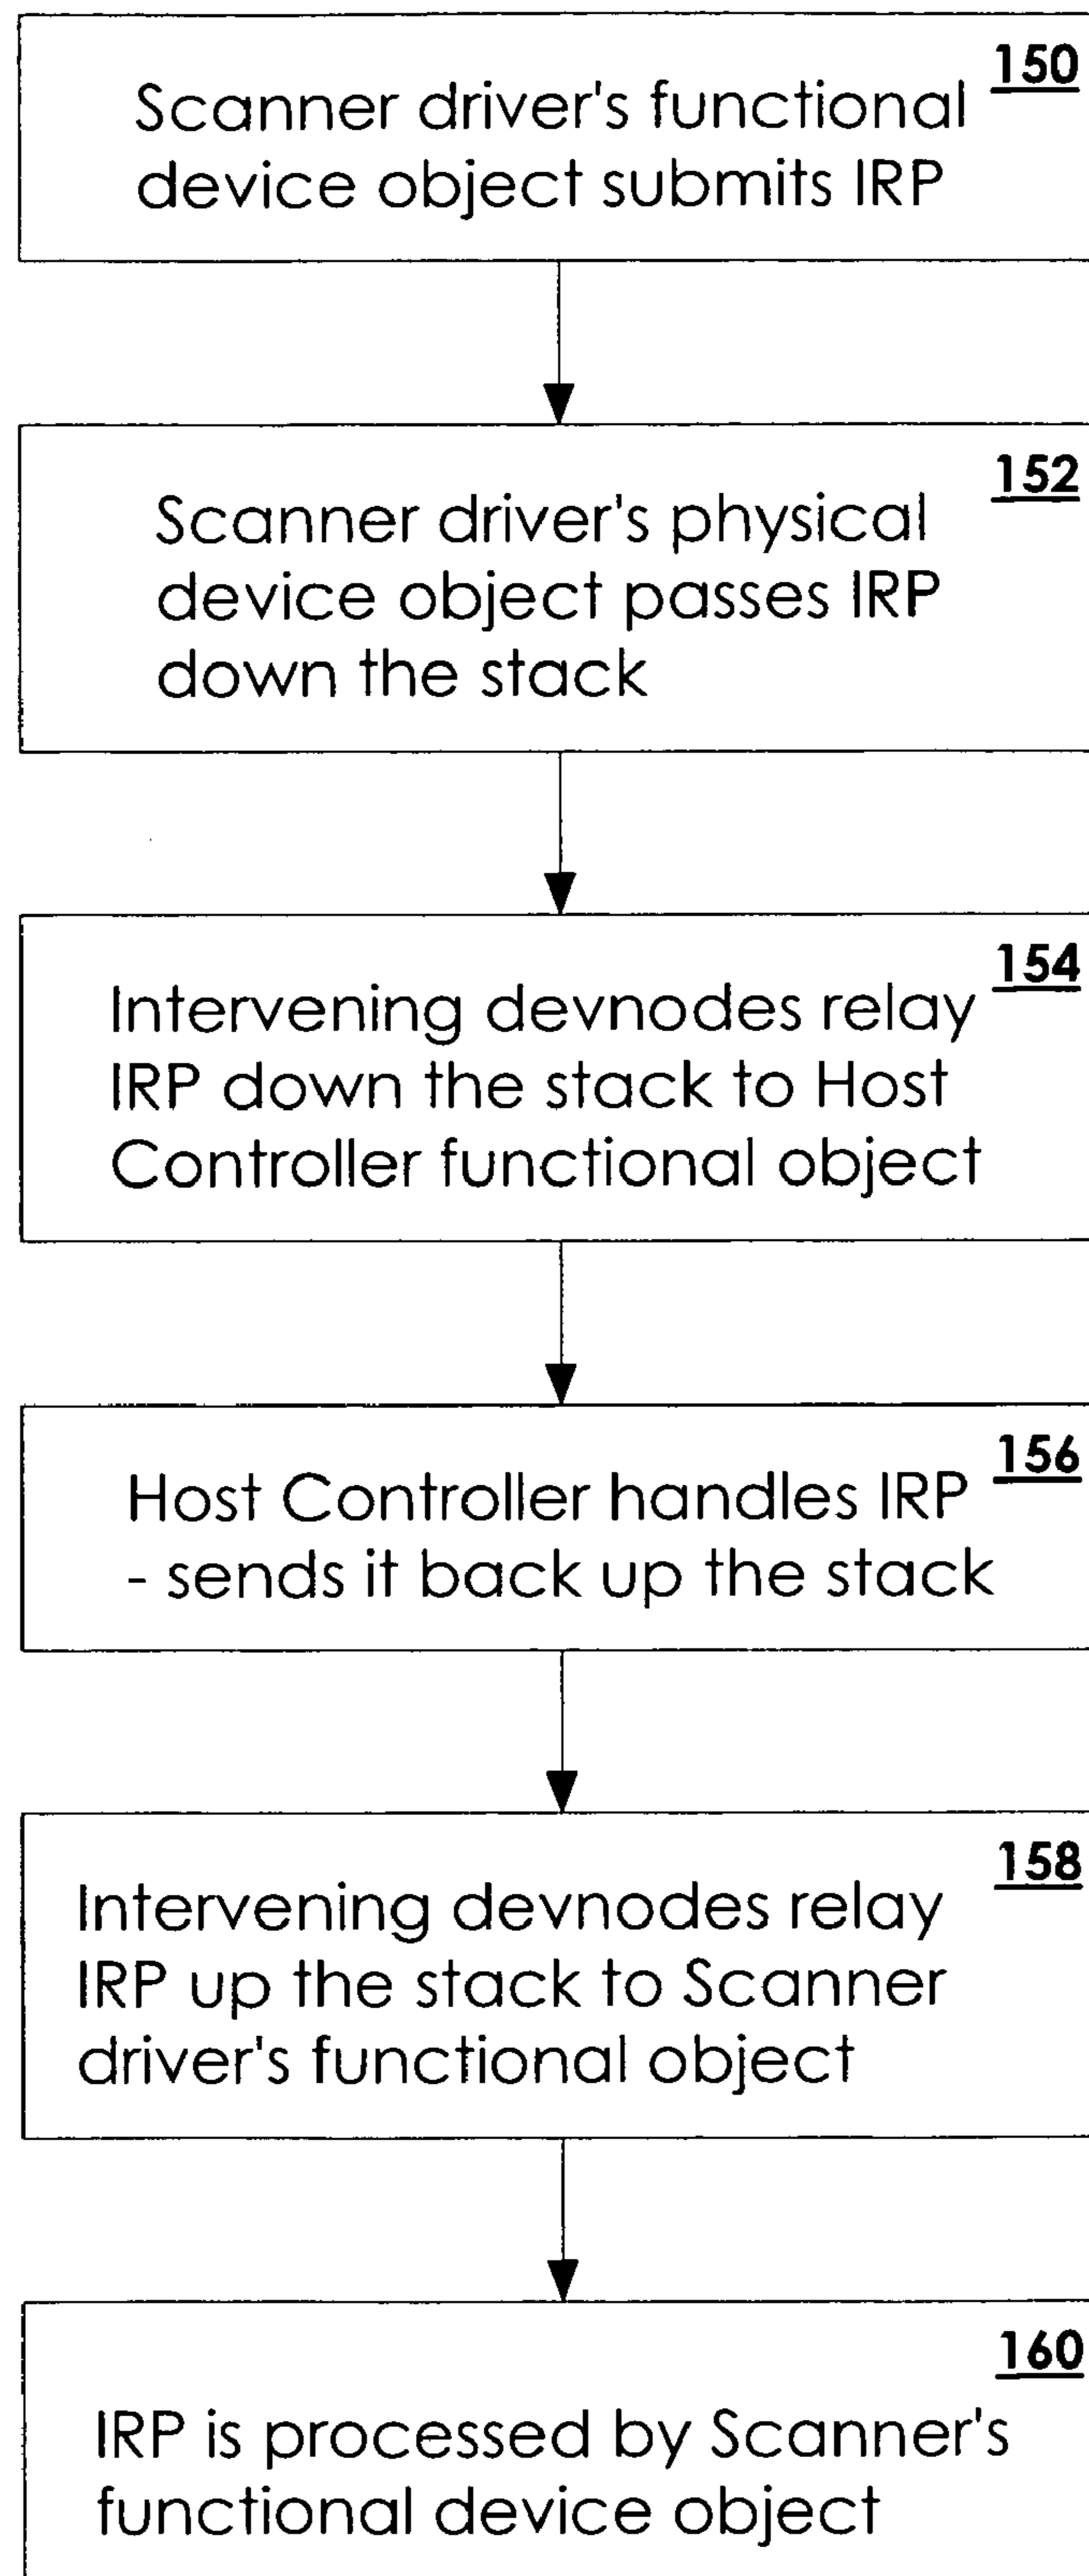 150
Scanner driver's functional
device object submits IRP
152
Scanner driver's physical
device object passes IRP
down the stack
154
Intervening devnodes relay
IRP down the stack to Host
Controller functional object
156
Host Controller handles IRP
- sends it back up the stack
158
Intervening devnodes relay
IRP up the stack to Scanner
driver's functional object
160
IRP is processed by Scanner's
functional device object